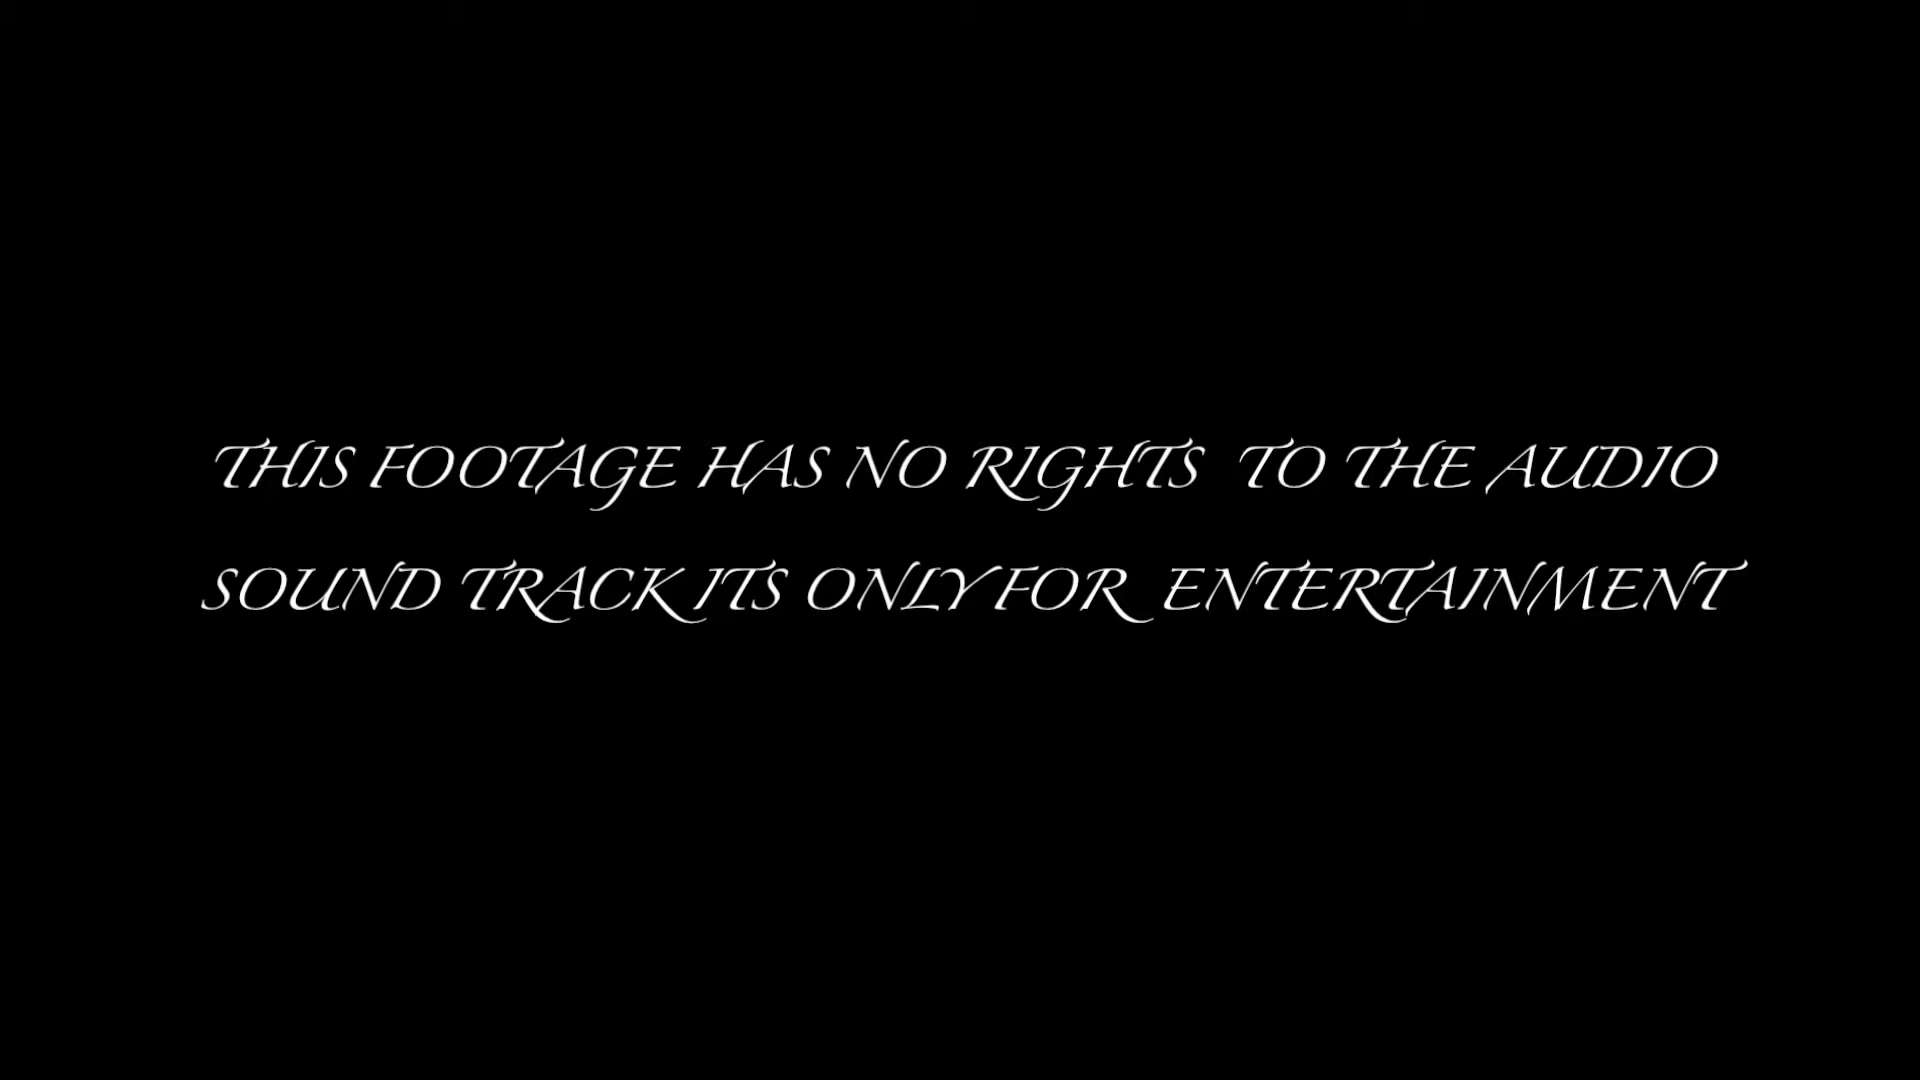 THIS FOOTAGE HAS NO RIGHTS TO THE AUDIO
SOUND TRACK ITS ONLY FOR ENTERTAINMENT